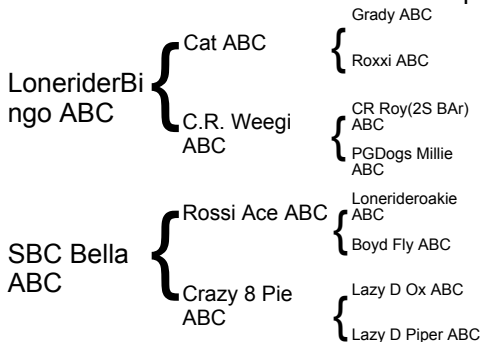 Grady ABC
Cat ABC
Roxxi ABC
LoneriderBi
ngo ABC
CR Roy(2S BAr)
ABC
C.R. Weegi
ABC
PGDogs Millie
ABC
Lonerideroakie
ABC
Rossi Ace ABC
Boyd Fly ABC
SBC Bella
ABC
Lazy D Ox ABC
Crazy 8 Pie
ABC
Lazy D Piper ABC